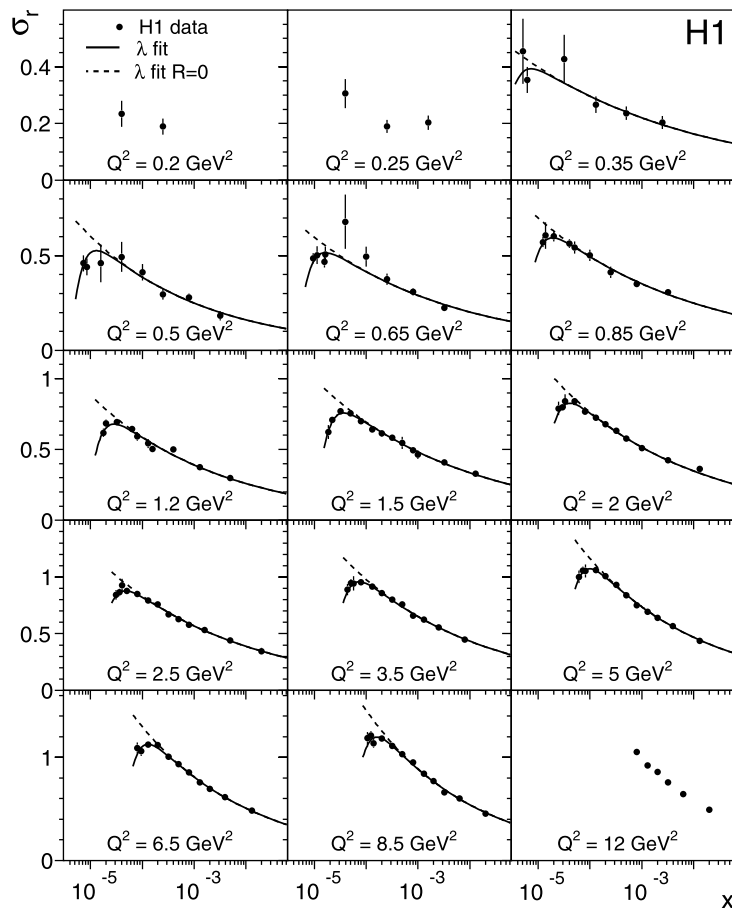 σr H1
H1 data
λ fit
λ fit R=0
0.4
0.2
0
Q² = 0.2 GeV²
Q² = 0.25 GeV²
Q² = 0.35 GeV²
0.5
0
Q² = 0.5 GeV²
Q² = 0.65 GeV²
Q² = 0.85 GeV²
1
0.5
0
Q² = 1.2 GeV²
Q² = 1.5 GeV²
Q² = 2 GeV²
1
0.5
0
Q² = 2.5 GeV²
Q² = 3.5 GeV²
Q² = 5 GeV²
1
0
Q² = 6.5 GeV²
Q² = 8.5 GeV²
Q² = 12 GeV²
10⁻⁵ 10⁻³ 10⁻⁵ 10⁻³ 10⁻⁵ 10⁻³ x